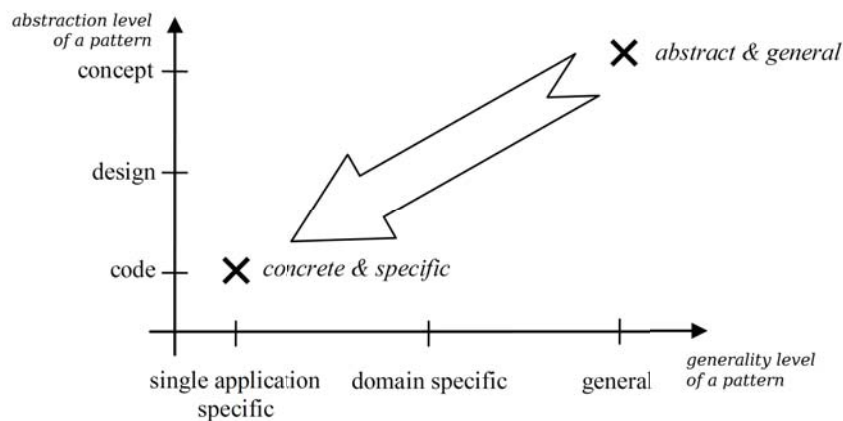 abstraction level
of a pattern
concept
abstract & general
design
code
concrete & specific
single application
specific
domain specific
general
generality level
of a pattern